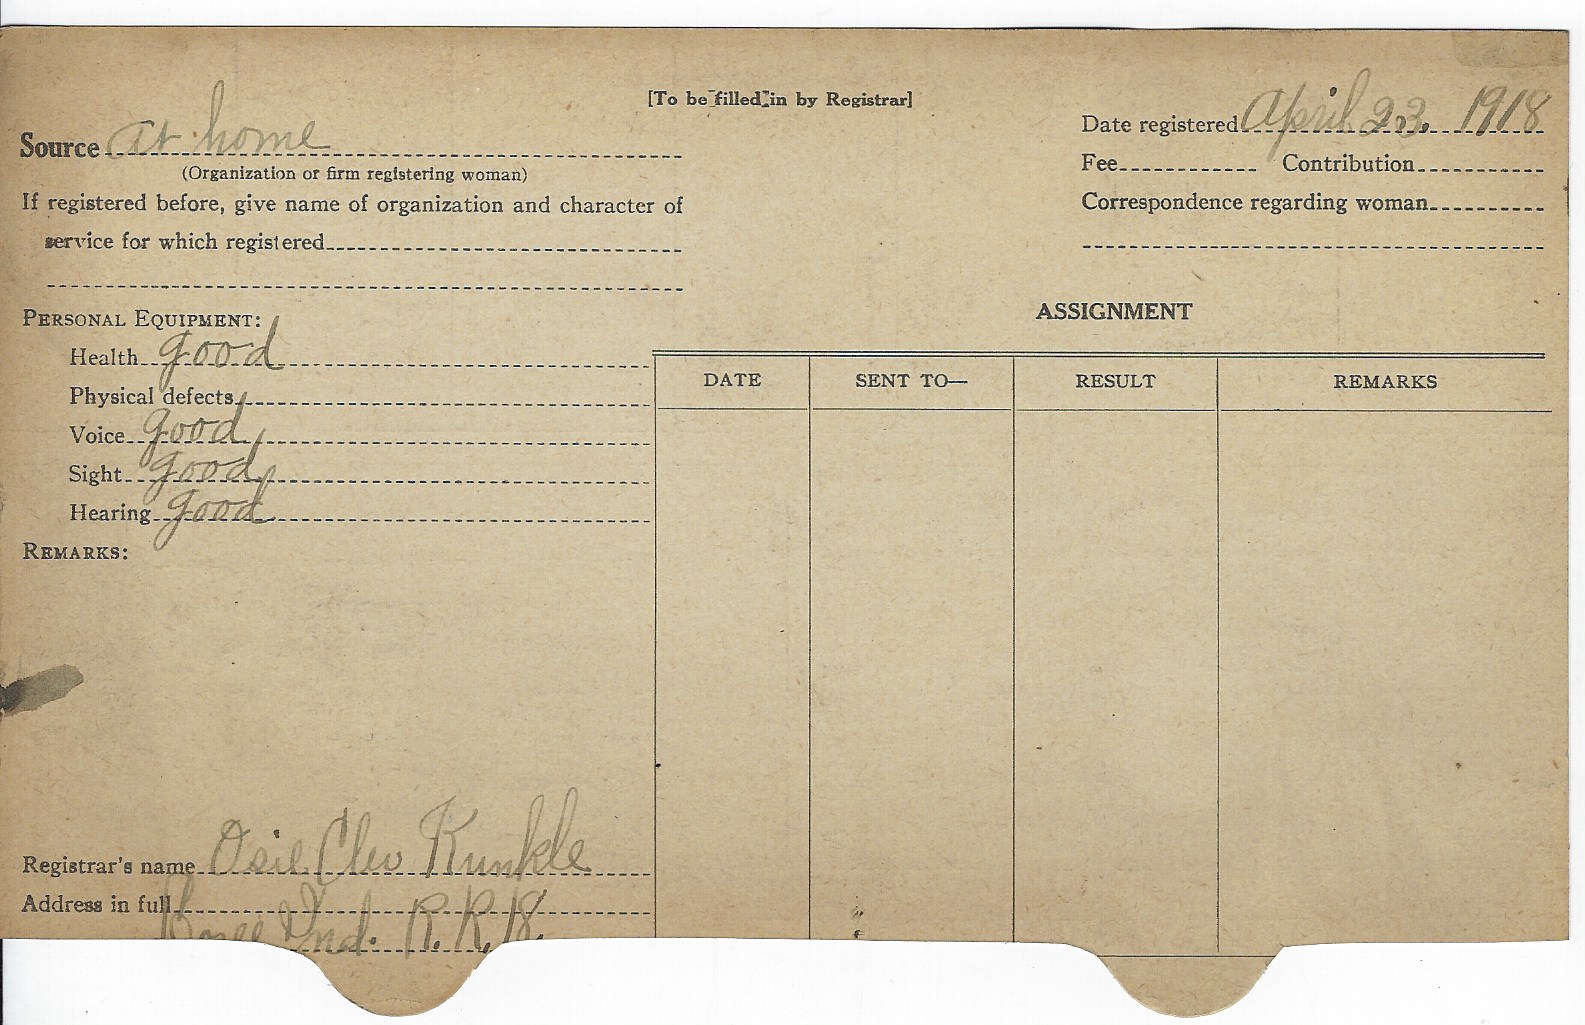 [To be filled in by Registrar]
Source at home
(Organization or firm registering woman)
If registered before, give name of organization and character of
service for which registered
Date registered April 23. 1918
Fee Contribution
Correspondence regarding woman
PERSONAL EQUIPMENT:
Health good
Physical defects
Voice good
Sight good
Hearing good
REMARKS:
ASSIGNMENT
DATE SENT TO— RESULT REMARKS
Registrar's name Osie Cleo Kunkle
Address in full
Ind. R. R. 18.